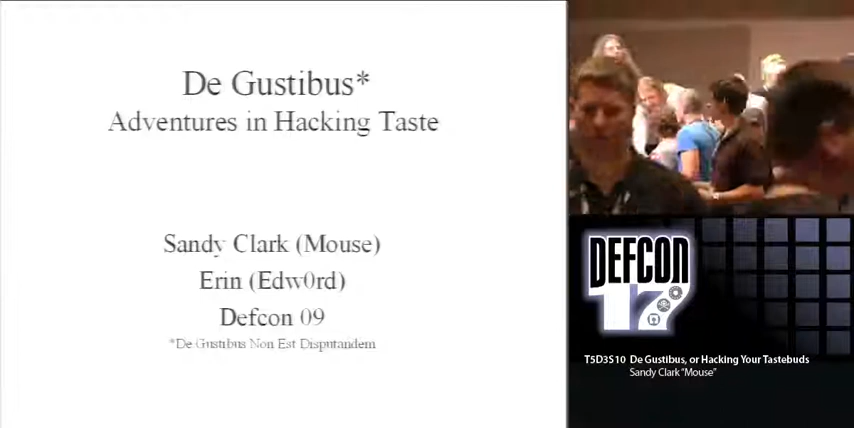 De Gustibus*
Adventures in Hacking Taste
Sandy Clark (Mouse)
Erin (Edw0rd)
Defcon 09
*De Gustibus Non Est Disputandem
DEFCON
17
T5D3S10 De Gustibus, or Hacking Your Tastebuds
Sandy Clark "Mouse"